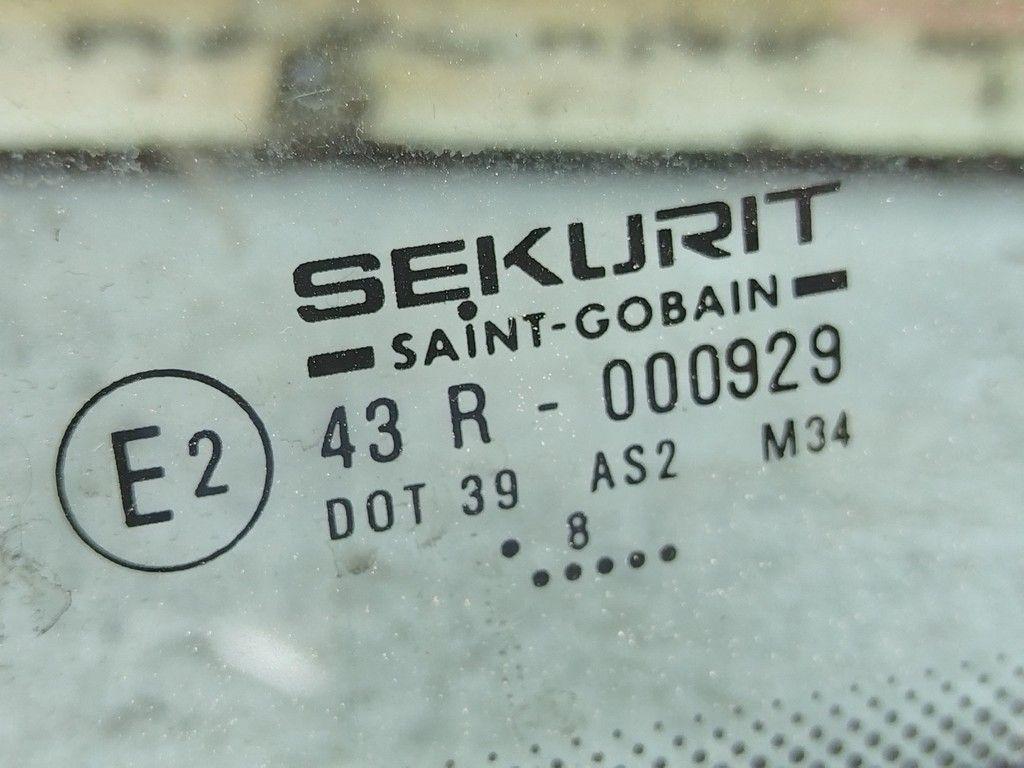 SEKURIT
SAINT-GOBAIN
E2
43 R - 000929
DOT 39 AS2 M34
8